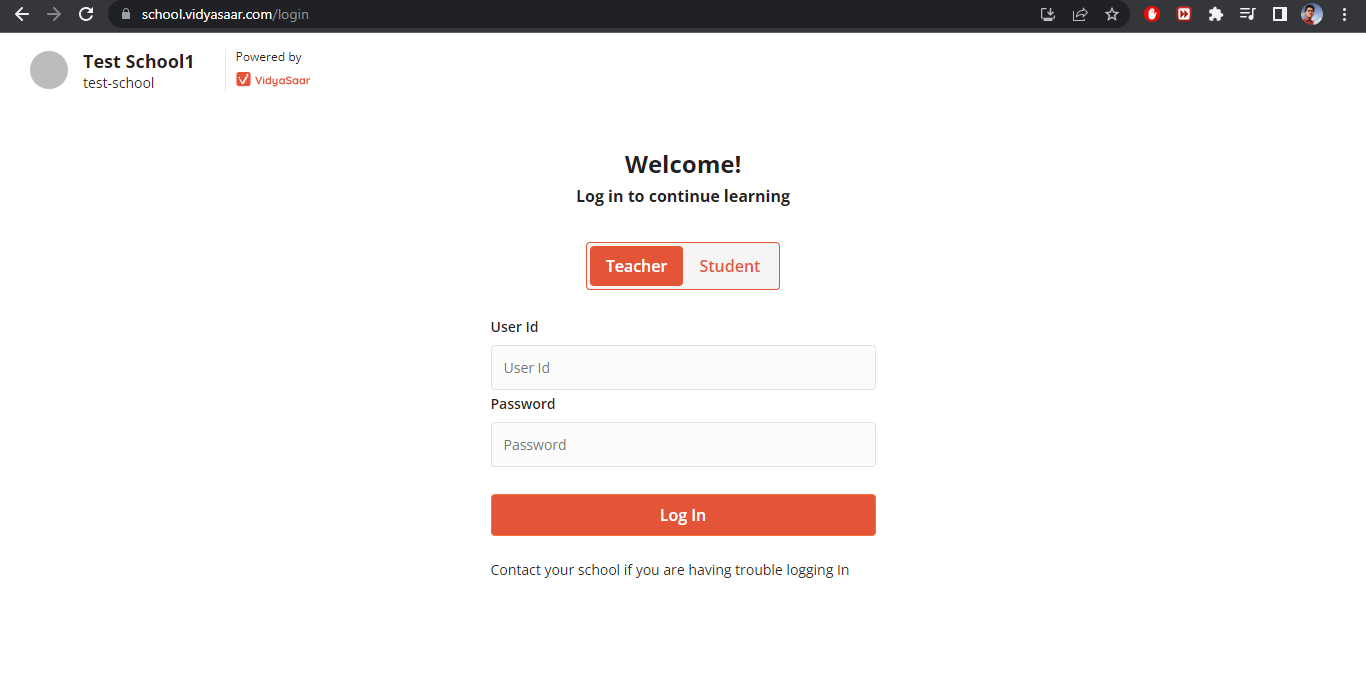 school.vidyasaar.com/login
Test School1
test-school
Powered by
VidyaSaar
Welcome!
Log in to continue learning
Teacher Student
User Id
User Id
Password
Password
Log In
Contact your school if you are having trouble logging In